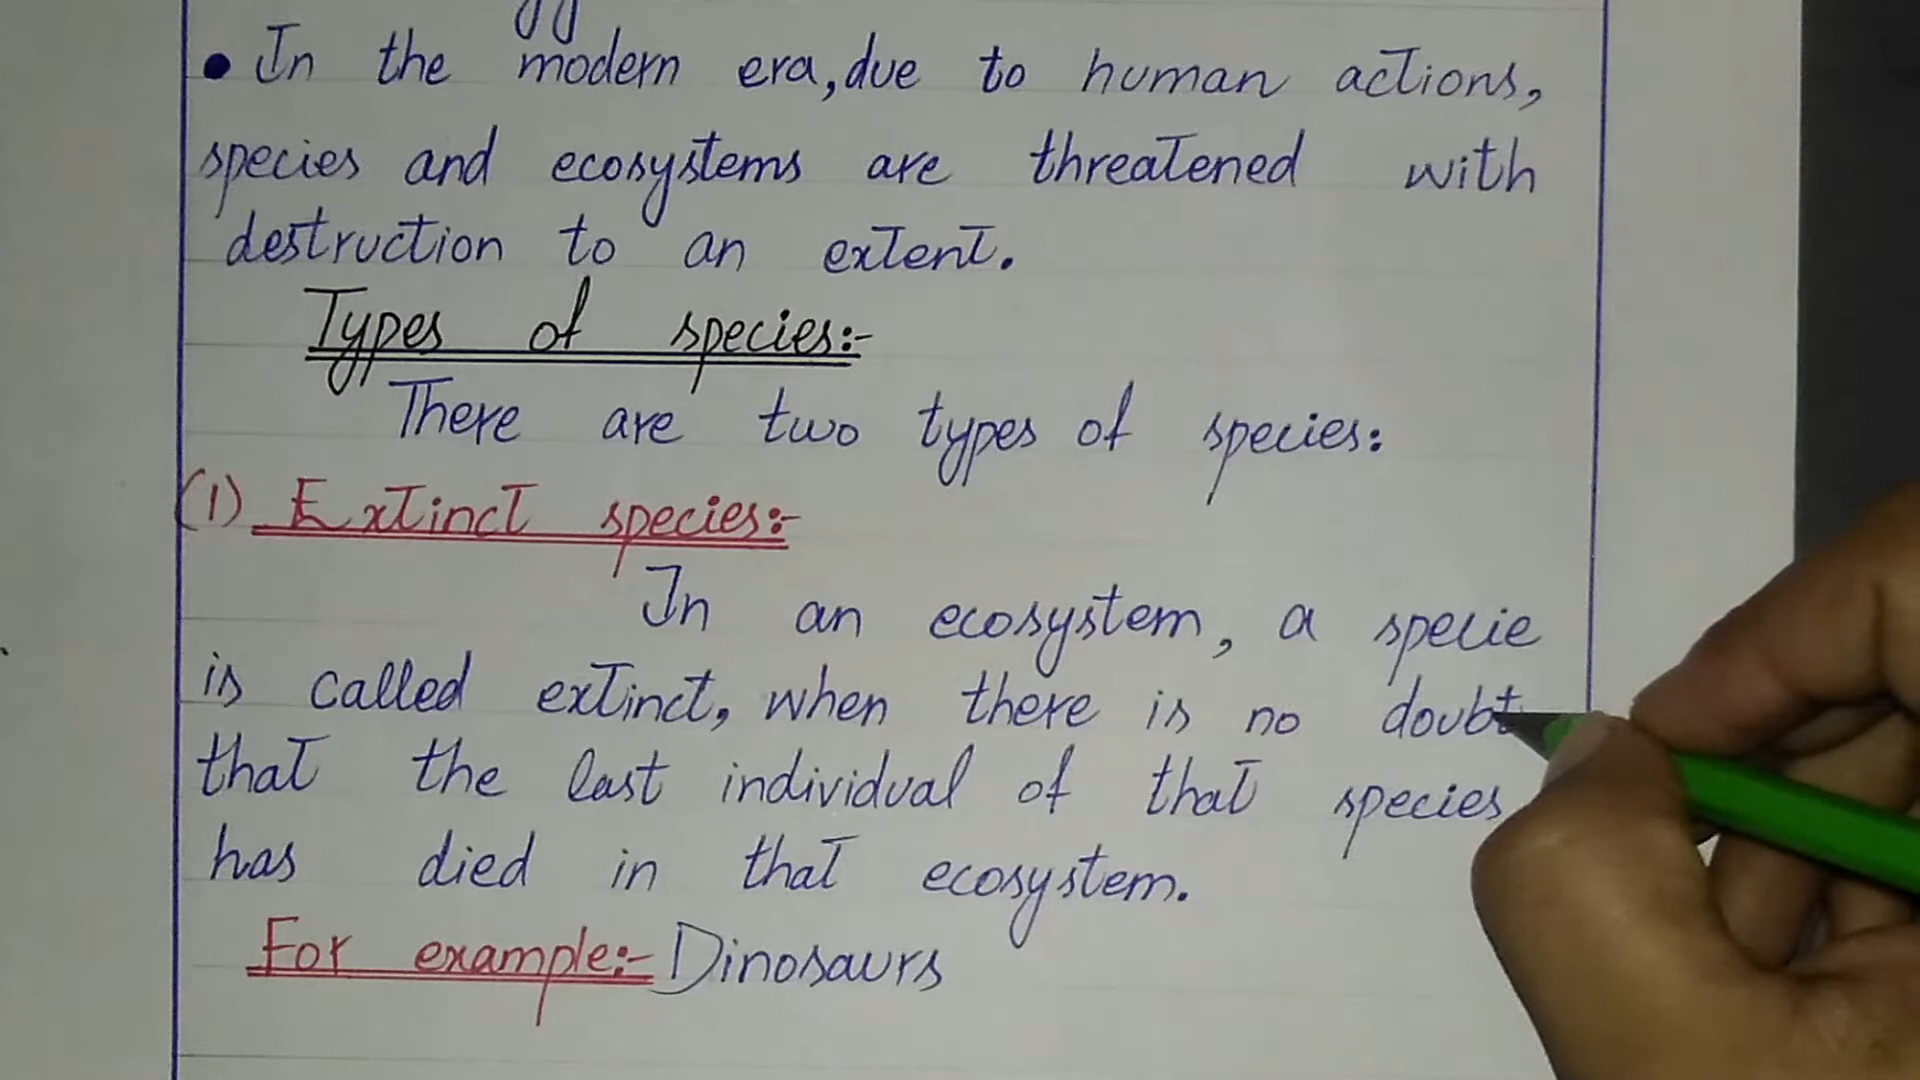 • In the modern era, due to human actions,
species and ecosystems are threatened with
destruction to an extent.
Types of species:-
There are two types of species:
(1) Extinct species:-
In an ecosystem, a specie
is called extinct, when there is no doubt
that the last individual of that species
has died in that ecosystem.
For example:- Dinosaurs